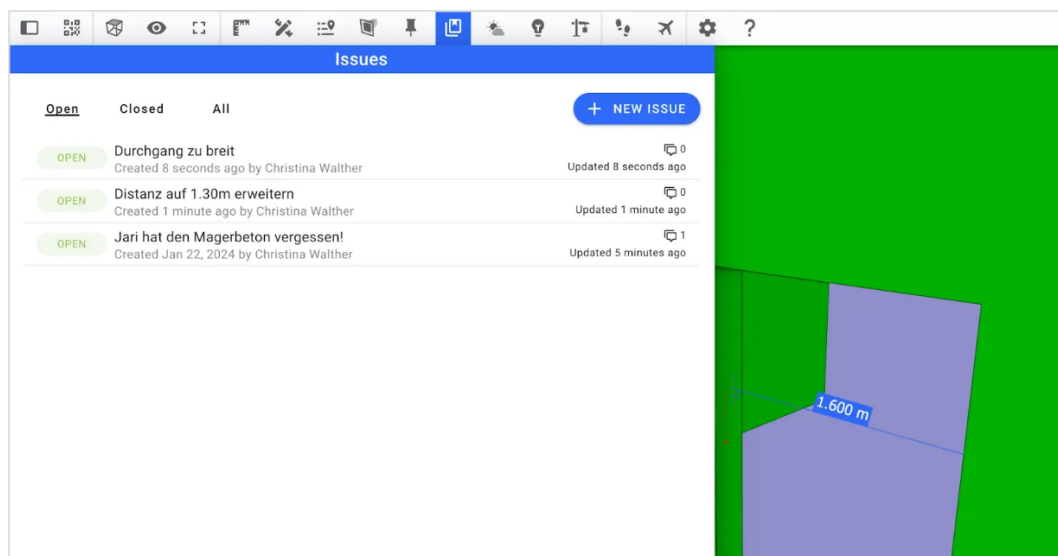 Issues
Open Closed All
+ NEW ISSUE
OPEN
Durchgang zu breit
Created 8 seconds ago by Christina Walther
0
Updated 8 seconds ago
OPEN
Distanz auf 1.30m erweitern
Created 1 minute ago by Christina Walther
0
Updated 1 minute ago
OPEN
Jari hat den Magerbeton vergessen!
Created Jan 22, 2024 by Christina Walther
1
Updated 5 minutes ago
1.600 m